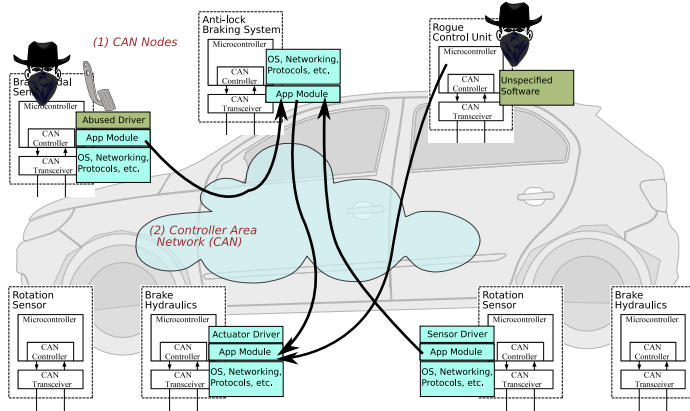 (1) CAN Nodes
Anti-lock
Braking System
Microcontroller
CAN
Controller
CAN
Transceiver
OS, Networking,
Protocols, etc.
App Module
Rogue
Control Unit
Microcontroller
CAN
Controller
CAN
Transceiver
Unspecified
Software
Sen
Microcontroller
CAN
Controller
CAN
Transceiver
Abused Driver
App Module
OS, Networking,
Protocols, etc.
(2) Controller Area
Network (CAN)
Rotation
Sensor
Microcontroller
CAN
Controller
CAN
Transceiver
Brake
Hydraulics
Microcontroller
CAN
Controller
CAN
Transceiver
Actuator Driver
App Module
OS, Networking,
Protocols, etc.
Sensor Driver
App Module
OS, Networking,
Protocols, etc.
Rotation
Sensor
Microcontroller
CAN
Controller
CAN
Transceiver
Brake
Hydraulics
Microcontroller
CAN
Controller
CAN
Transceiver